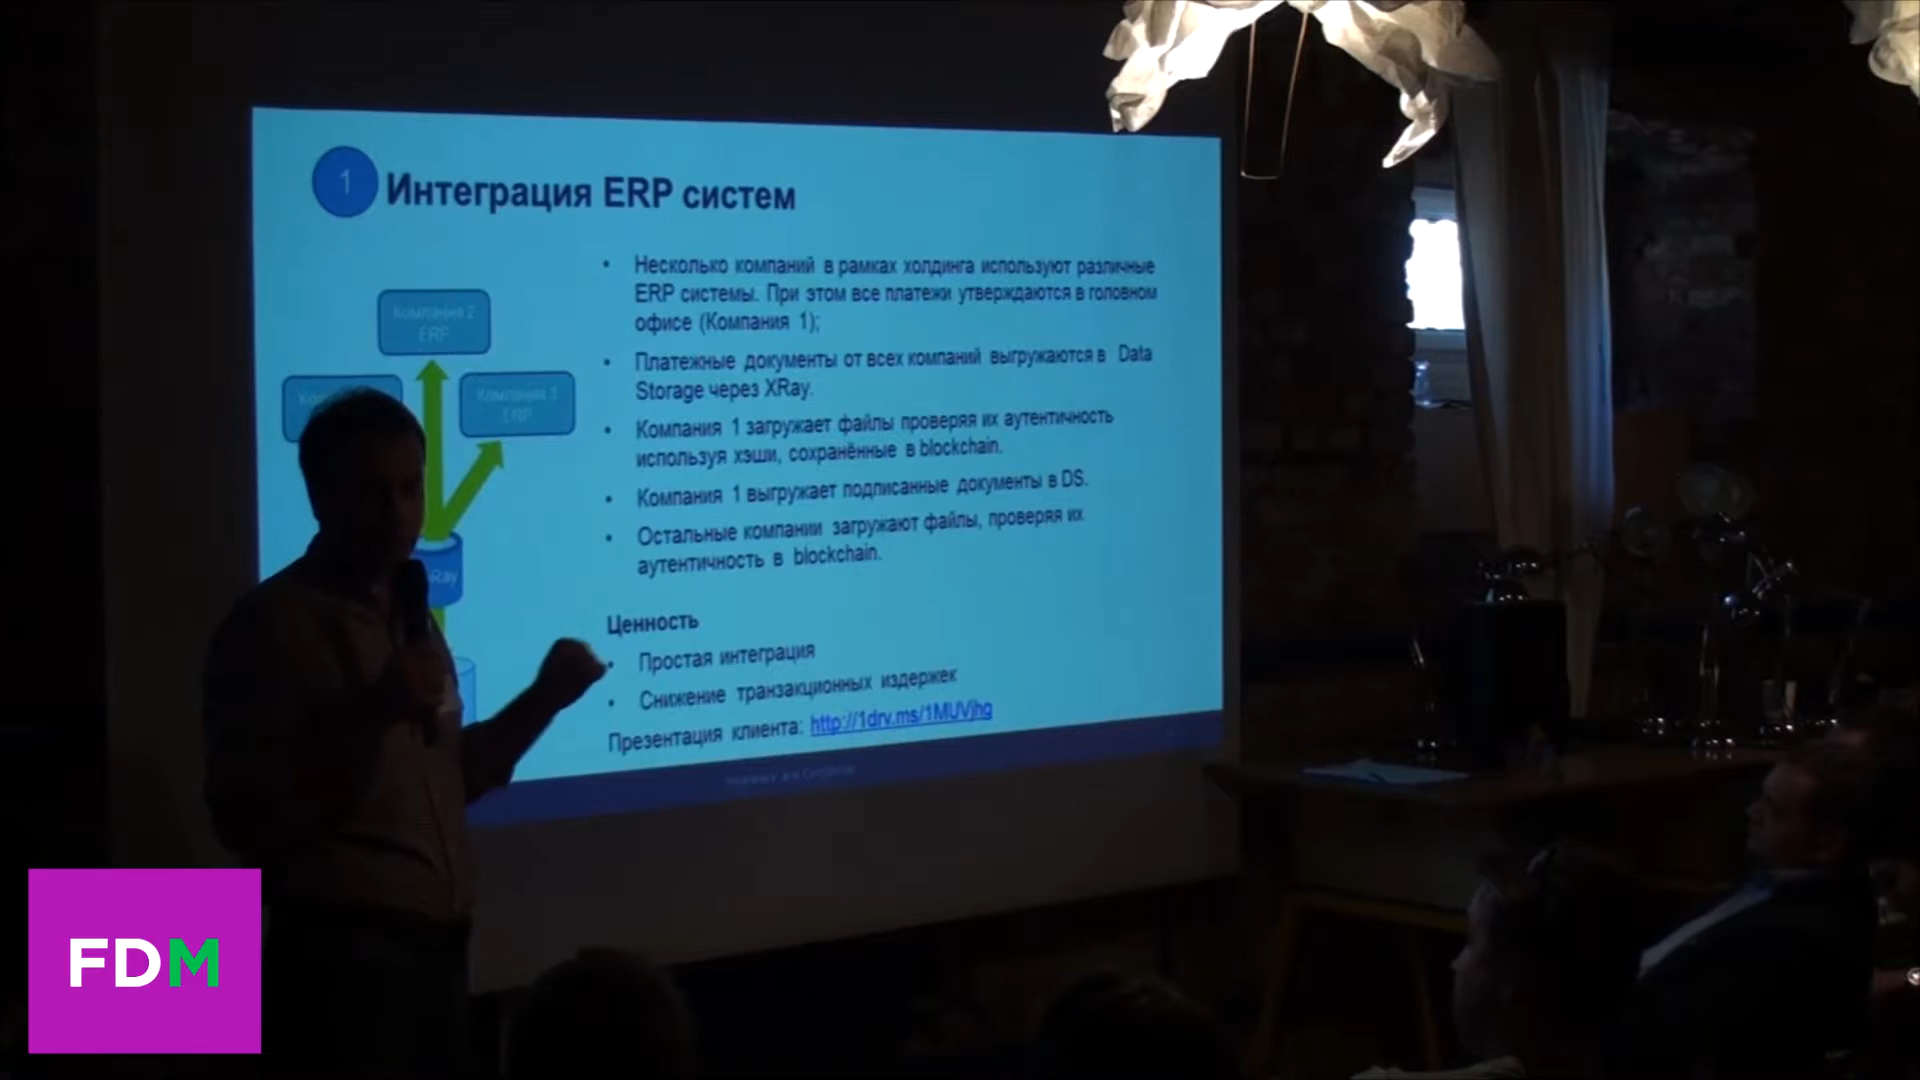 1
Интеграция ERP систем
Компания 2
ERP
Компания 3
ERP
Ray
• Несколько компаний в рамках холдинга используют различные
ERP системы. При этом все платежи утверждаются в головном
офисе (Компания 1);
• Платежные документы от всех компаний выгружаются в Data
Storage через XRay.
• Компания 1 загружает файлы проверяя их аутентичность
используя хэши, сохранённые в blockchain.
• Компания 1 выгружает подписанные документы в DS.
• Остальные компании загружают файлы, проверяя их
аутентичность в blockchain.
Ценность
• Простая интеграция
• Снижение транзакционных издержек
Презентация клиента: http://1drv.ms/1MUVjhg
FDM